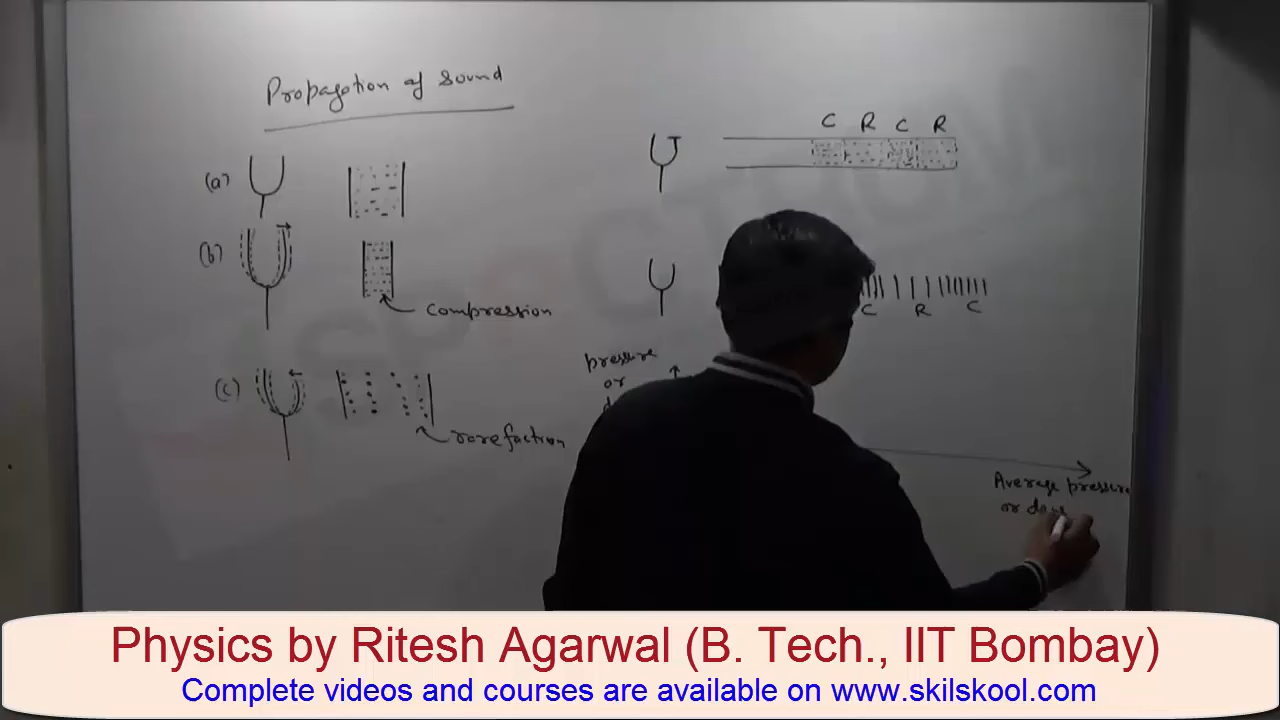 Propagation of Sound
(a)
(b)
compression
(c)
rarefaction
C R C R
C R C
pressure
or
Average pressure
or
Physics by Ritesh Agarwal (B. Tech., IIT Bombay)
Complete videos and courses are available on www.skilskool.com